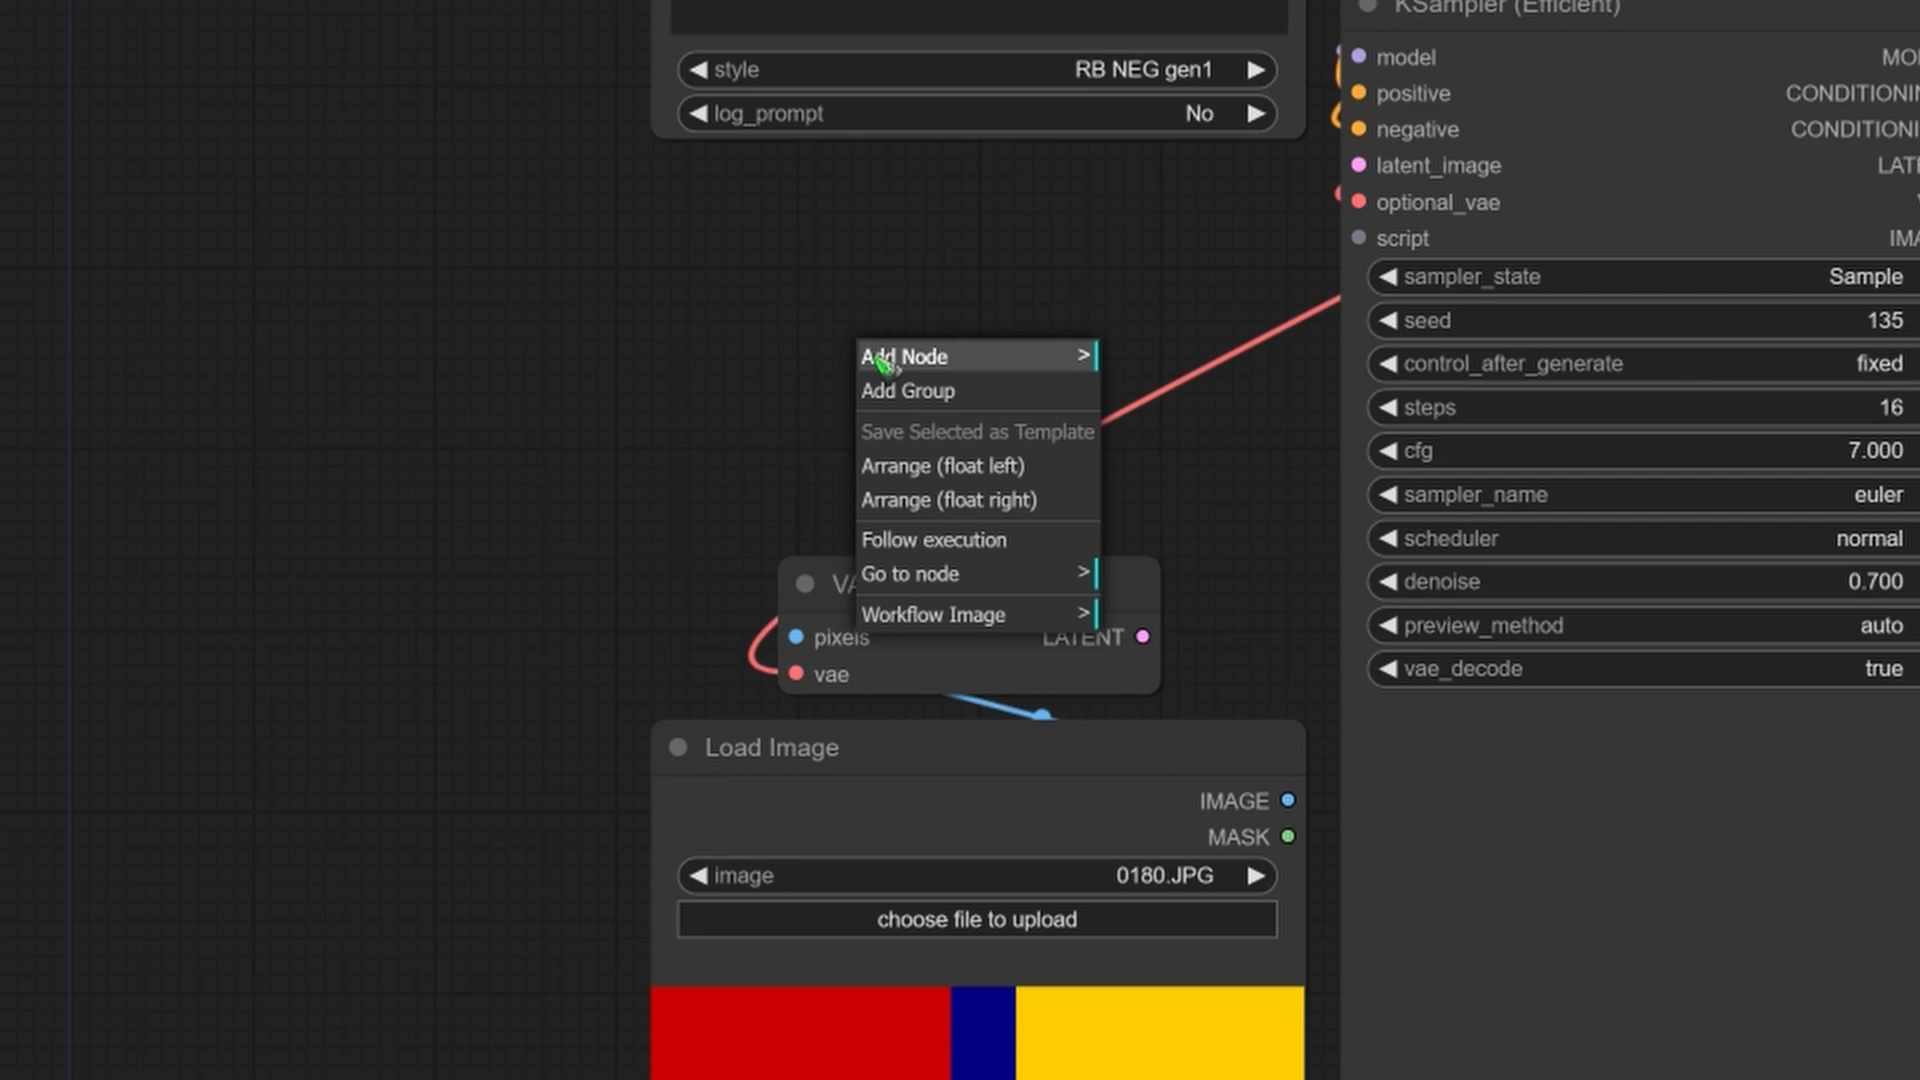 style RB NEG gen1
log_prompt No
KSampler (Efficient)
model
positive
negative
latent_image
optional_vae
script
sampler_state Sample
seed 135
control_after_generate fixed
steps 16
cfg 7.000
sampler_name euler
scheduler normal
denoise 0.700
preview_method auto
vae_decode true
Add Node >
Add Group
Save Selected as Template
Arrange (float left)
Arrange (float right)
Follow execution
Go to node >
Workflow Image >
pixels LATENT
vae
Load Image
IMAGE
MASK
image 0180.JPG
choose file to upload